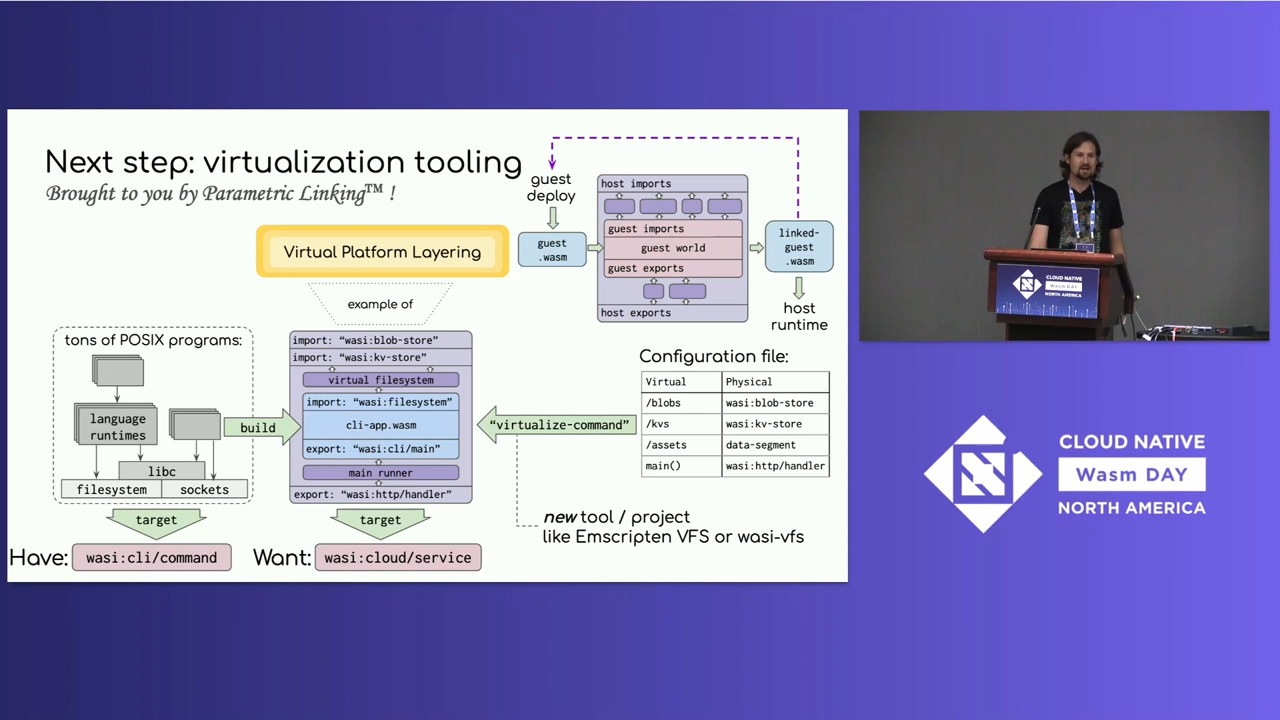 Next step: virtualization tooling
Brought to you by Parametric Linking™ !
Virtual Platform Layering
example of
guest
deploy
guest
.wasm
host imports
guest imports
guest world
guest exports
host exports
linked-
guest
.wasm
host
runtime
tons of POSIX programs:
language
runtimes
libc
filesystem
sockets
build
target
Have:
wasi:cli/command
import: “wasi:blob-store”
import: “wasi:kv-store”
virtual filesystem
import: “wasi:filesystem”
cli-app.wasm
export: “wasi:cli/main”
main runner
export: “wasi:http/handler”
target
Want:
wasi:cloud/service
“virtualize-command”
Configuration file:
Virtual Physical
/blobs wasi:blob-store
/kvs wasi:kv-store
/assets data-segment
main() wasi:http/handler
new tool / project
like Emscripten VFS or wasi-vfs
CLOUD NATIVE
Wasm DAY
NORTH AMERICA
CLOUD NATIVE
Wasm DAY
NORTH AMERICA